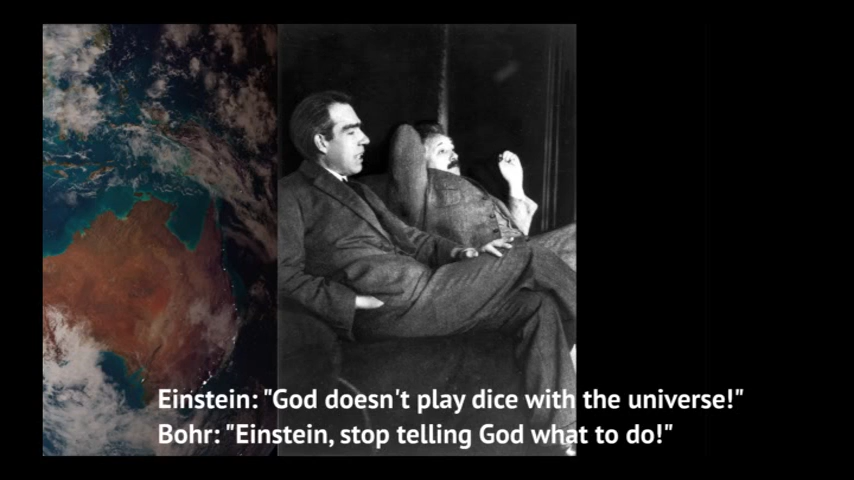 Einstein: "God doesn't play dice with the universe!"
Bohr: "Einstein, stop telling God what to do!"